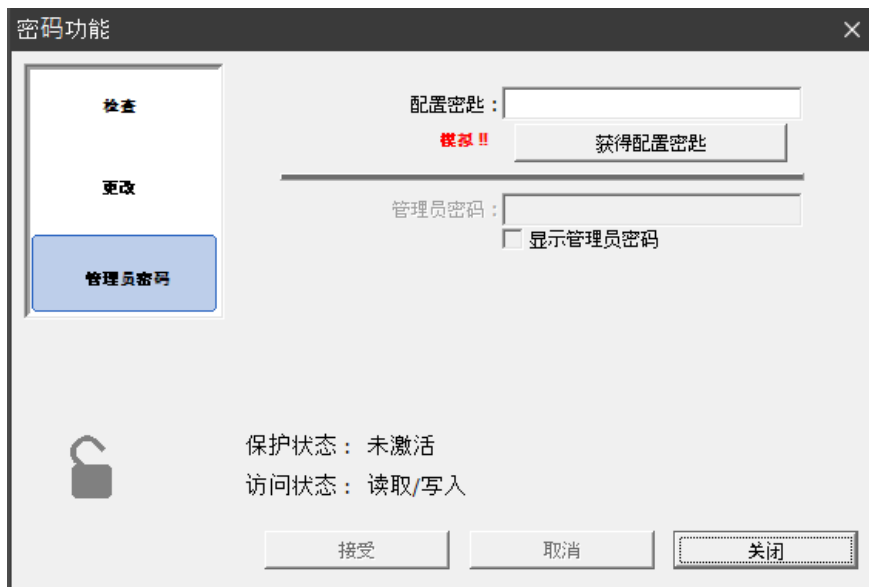 密码功能
检查
更改
管理员密码
配置密匙：
模拟 !!
获得配置密匙
管理员密码：
显示管理员密码
保护状态： 未激活
访问状态： 读取/写入
接受
取消
关闭